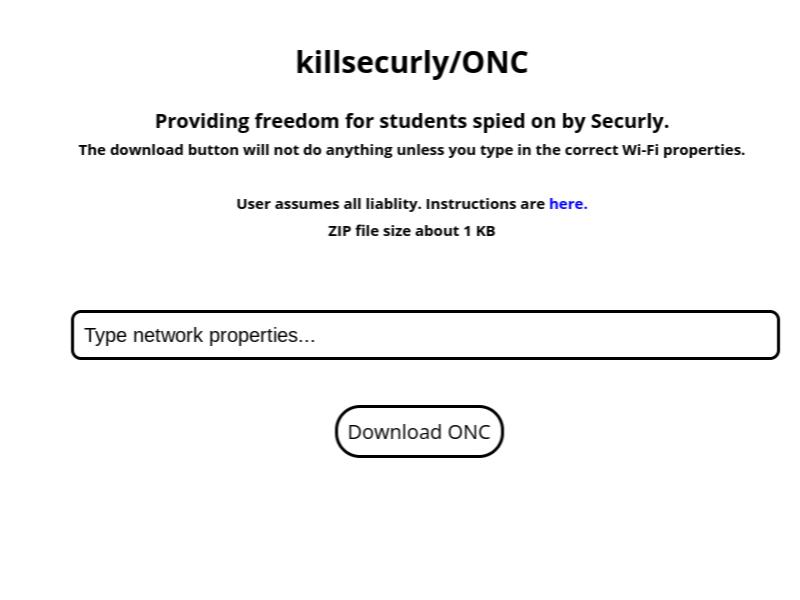 killsecurly/ONC
Providing freedom for students spied on by Securly.
The download button will not do anything unless you type in the correct Wi-Fi properties.
User assumes all liablity. Instructions are here.
ZIP file size about 1 KB
Type network properties...
Download ONC